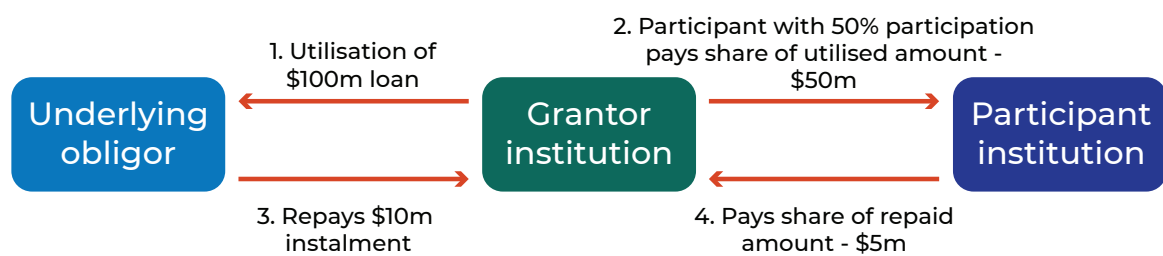 1. Utilisation of
$100m loan
2. Participant with 50% participation
pays share of utilised amount -
$50m
Underlying
obligor
Grantor
institution
Participant
institution
3. Repays $10m
instalment
4. Pays share of repaid
amount - $5m